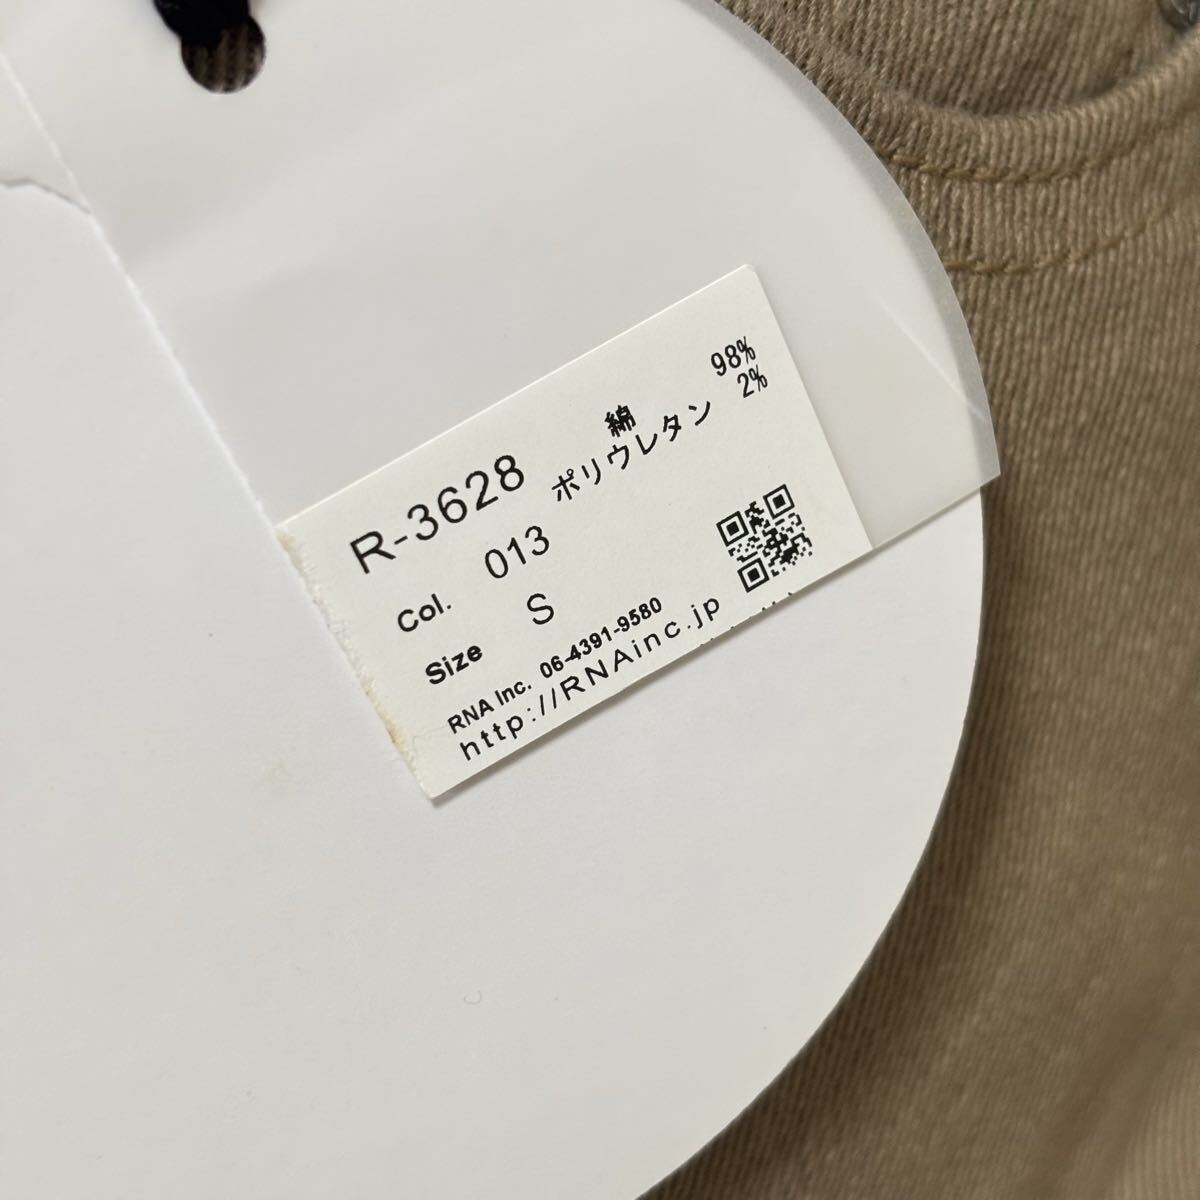 R-3628
綿 98%
ポリウレタン 2%
Col. 013
Size S
RNA Inc. 06-4391-9580
http://RNAinc.jp